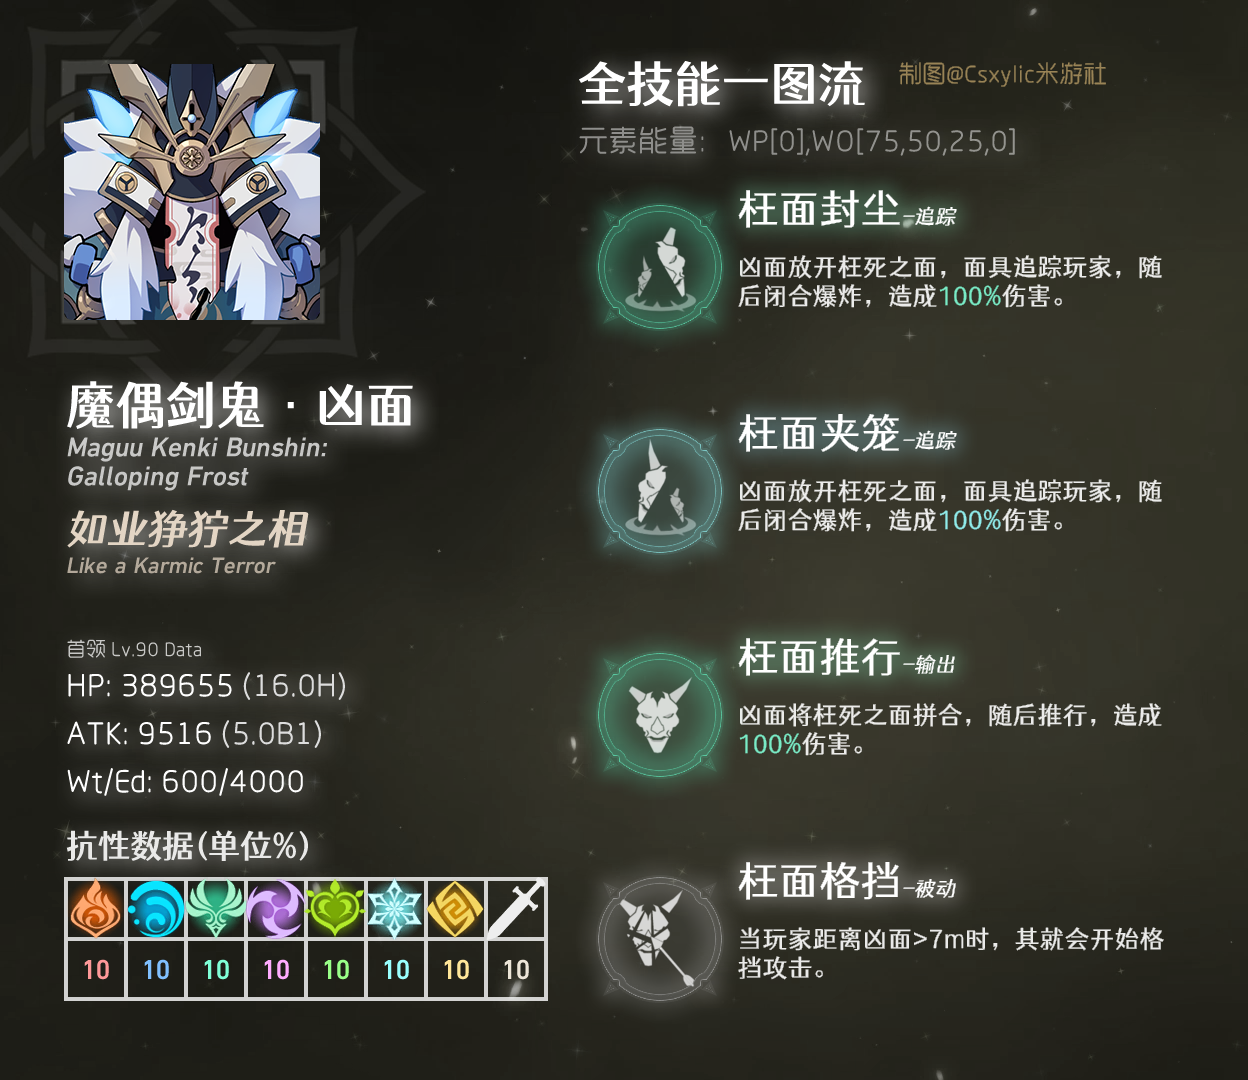 全技能一图流
制图@Csxylic米游社
元素能量： WP[0],WO[75,50,25,0]
枉面封尘-追踪
凶面放开枉死之面，面具追踪玩家，随
后闭合爆炸，造成100%伤害。
枉面夹笼-追踪
凶面放开枉死之面，面具追踪玩家，随
后闭合爆炸，造成100%伤害。
枉面推行-输出
凶面将枉死之面拼合，随后推行，造成
100%伤害。
枉面格挡-被动
当玩家距离凶面>7m时，其就会开始格
挡攻击。
魔偶剑鬼·凶面
Maguu Kenki Bunshin:
Galloping Frost
如业狰狞之相
Like a Karmic Terror
首领 Lv.90 Data
HP: 389655 (16.0H)
ATK: 9516 (5.0B1)
Wt/Ed: 600/4000
抗性数据(单位%)
10 10 10 10 10 10 10 10